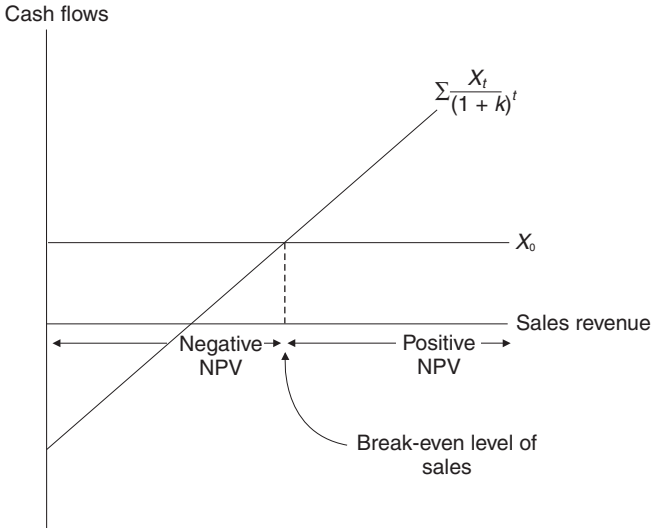 Cash flows
∑ Xₜ / (1 + k)ᵗ
X₀
Sales revenue
Negative
NPV
Positive
NPV
Break-even level of
sales